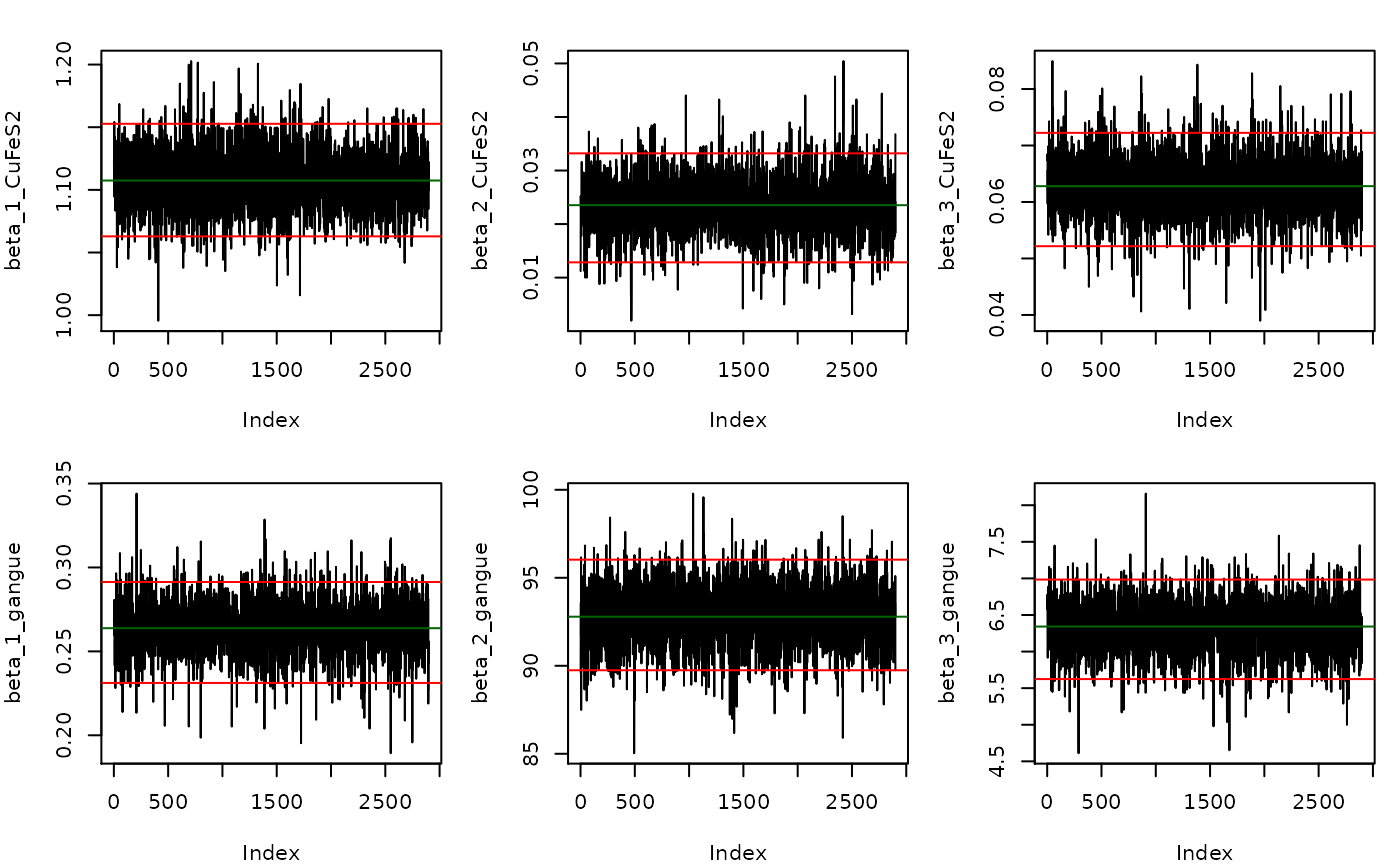 beta_1_CuFeS2
1.20
1.10
1.00
0 500 1500 2500
Index
beta_2_CuFeS2
0.05
0.03
0.01
0 500 1500 2500
Index
beta_3_CuFeS2
0.08
0.06
0.04
0 500 1500 2500
Index
beta_1_gangue
0.35
0.30
0.25
0.20
0 500 1500 2500
Index
beta_2_gangue
100
95
90
85
0 500 1500 2500
Index
beta_3_gangue
7.5
6.5
5.5
4.5
0 500 1500 2500
Index